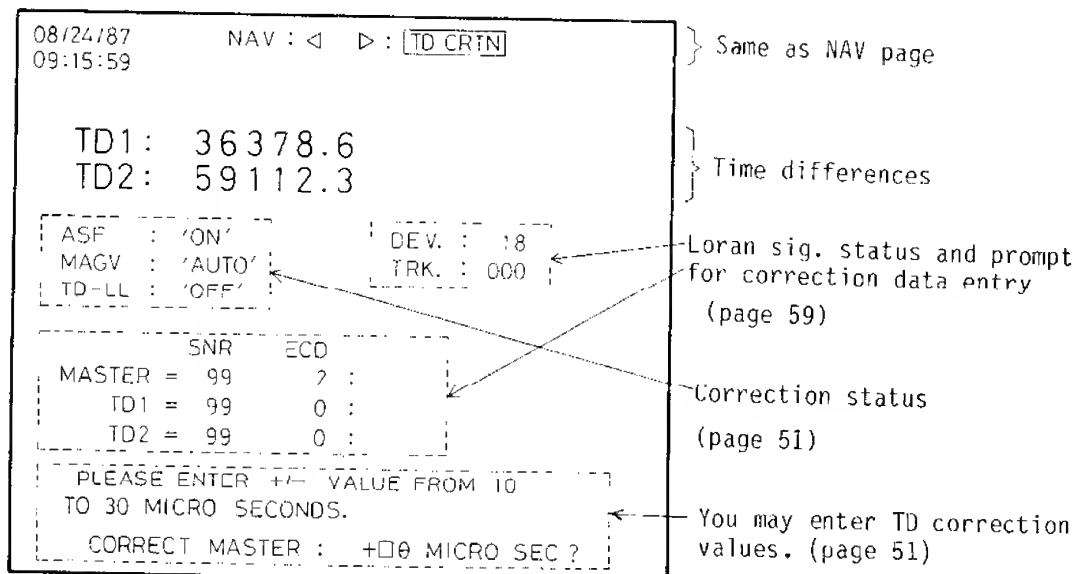 08/24/87 NAV : ◁ ▷ : TD CRTN
09:15:59
Same as NAV page
TD1: 36378.6
TD2: 59112.3
Time differences
ASF : 'ON'
MAGV : 'AUTO'
TD-LL : 'OFF'
DEV. : 18
TRK. : 000
Loran sig. status and prompt
for correction data entry
(page 59)
SNR ECD
MASTER = 99 2 :
TD1 = 99 0 :
TD2 = 99 0 :
Correction status
(page 51)
PLEASE ENTER +/- VALUE FROM 10
TO 30 MICRO SECONDS.
CORRECT MASTER : +□0 MICRO SEC ?
You may enter TD correction
values. (page 51)